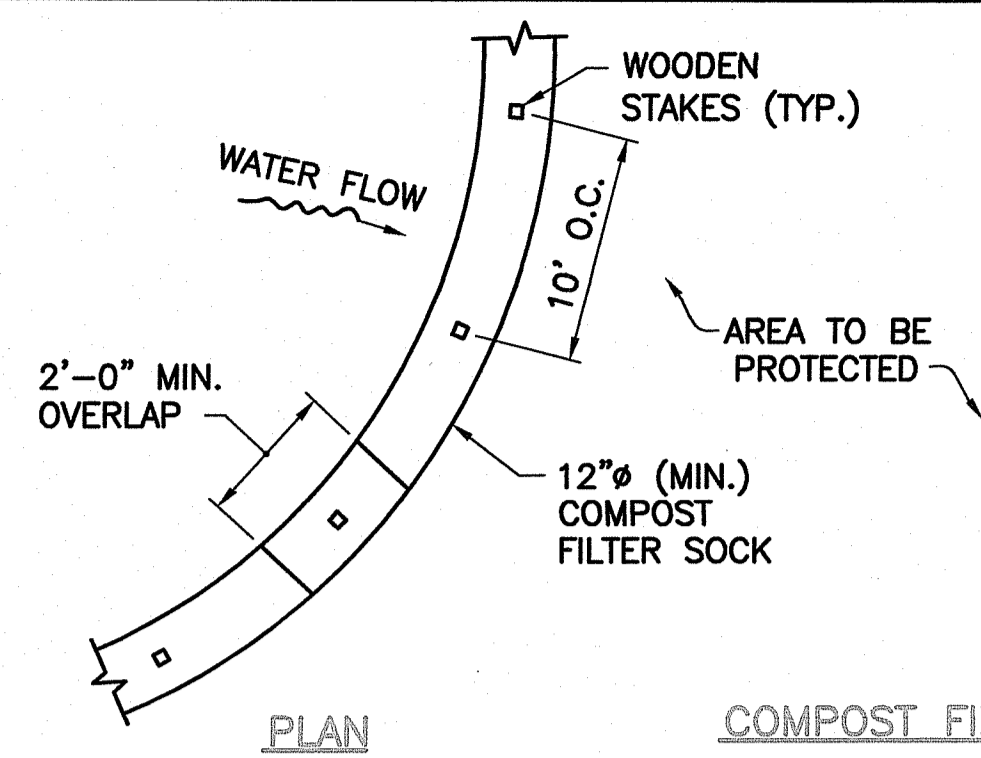 WOODEN
STAKES (TYP.)
WATER FLOW
10' O.C.
AREA TO BE
PROTECTED
2'-0" MIN.
OVERLAP
12"ø (MIN.)
COMPOST
FILTER SOCK
PLAN
COMPOST